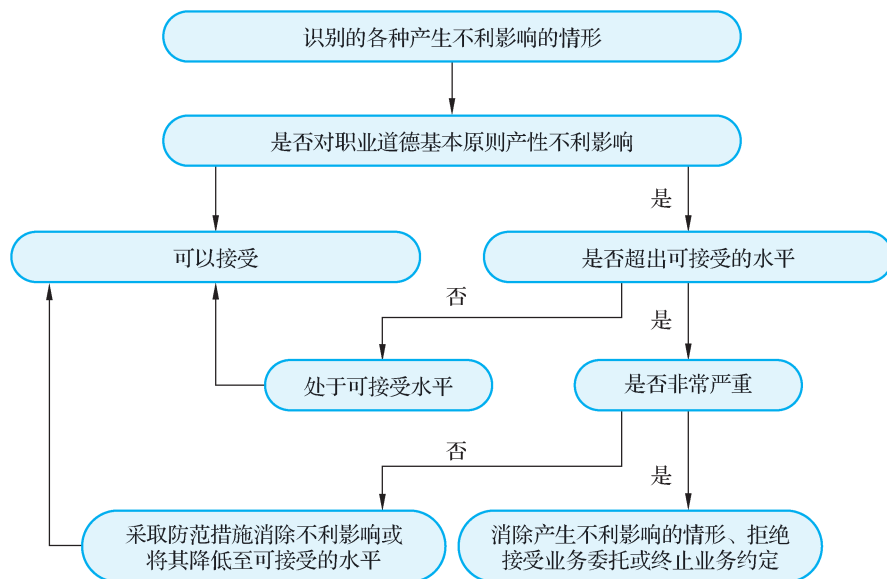 识别的各种产生不利影响的情形
是否对职业道德基本原则产性不利影响
是
可以接受
是否超出可接受的水平
否
是
处于可接受水平
是否非常严重
否
是
采取防范措施消除不利影响或
将其降低至可接受的水平
消除产生不利影响的情形、拒绝
接受业务委托或终止业务约定